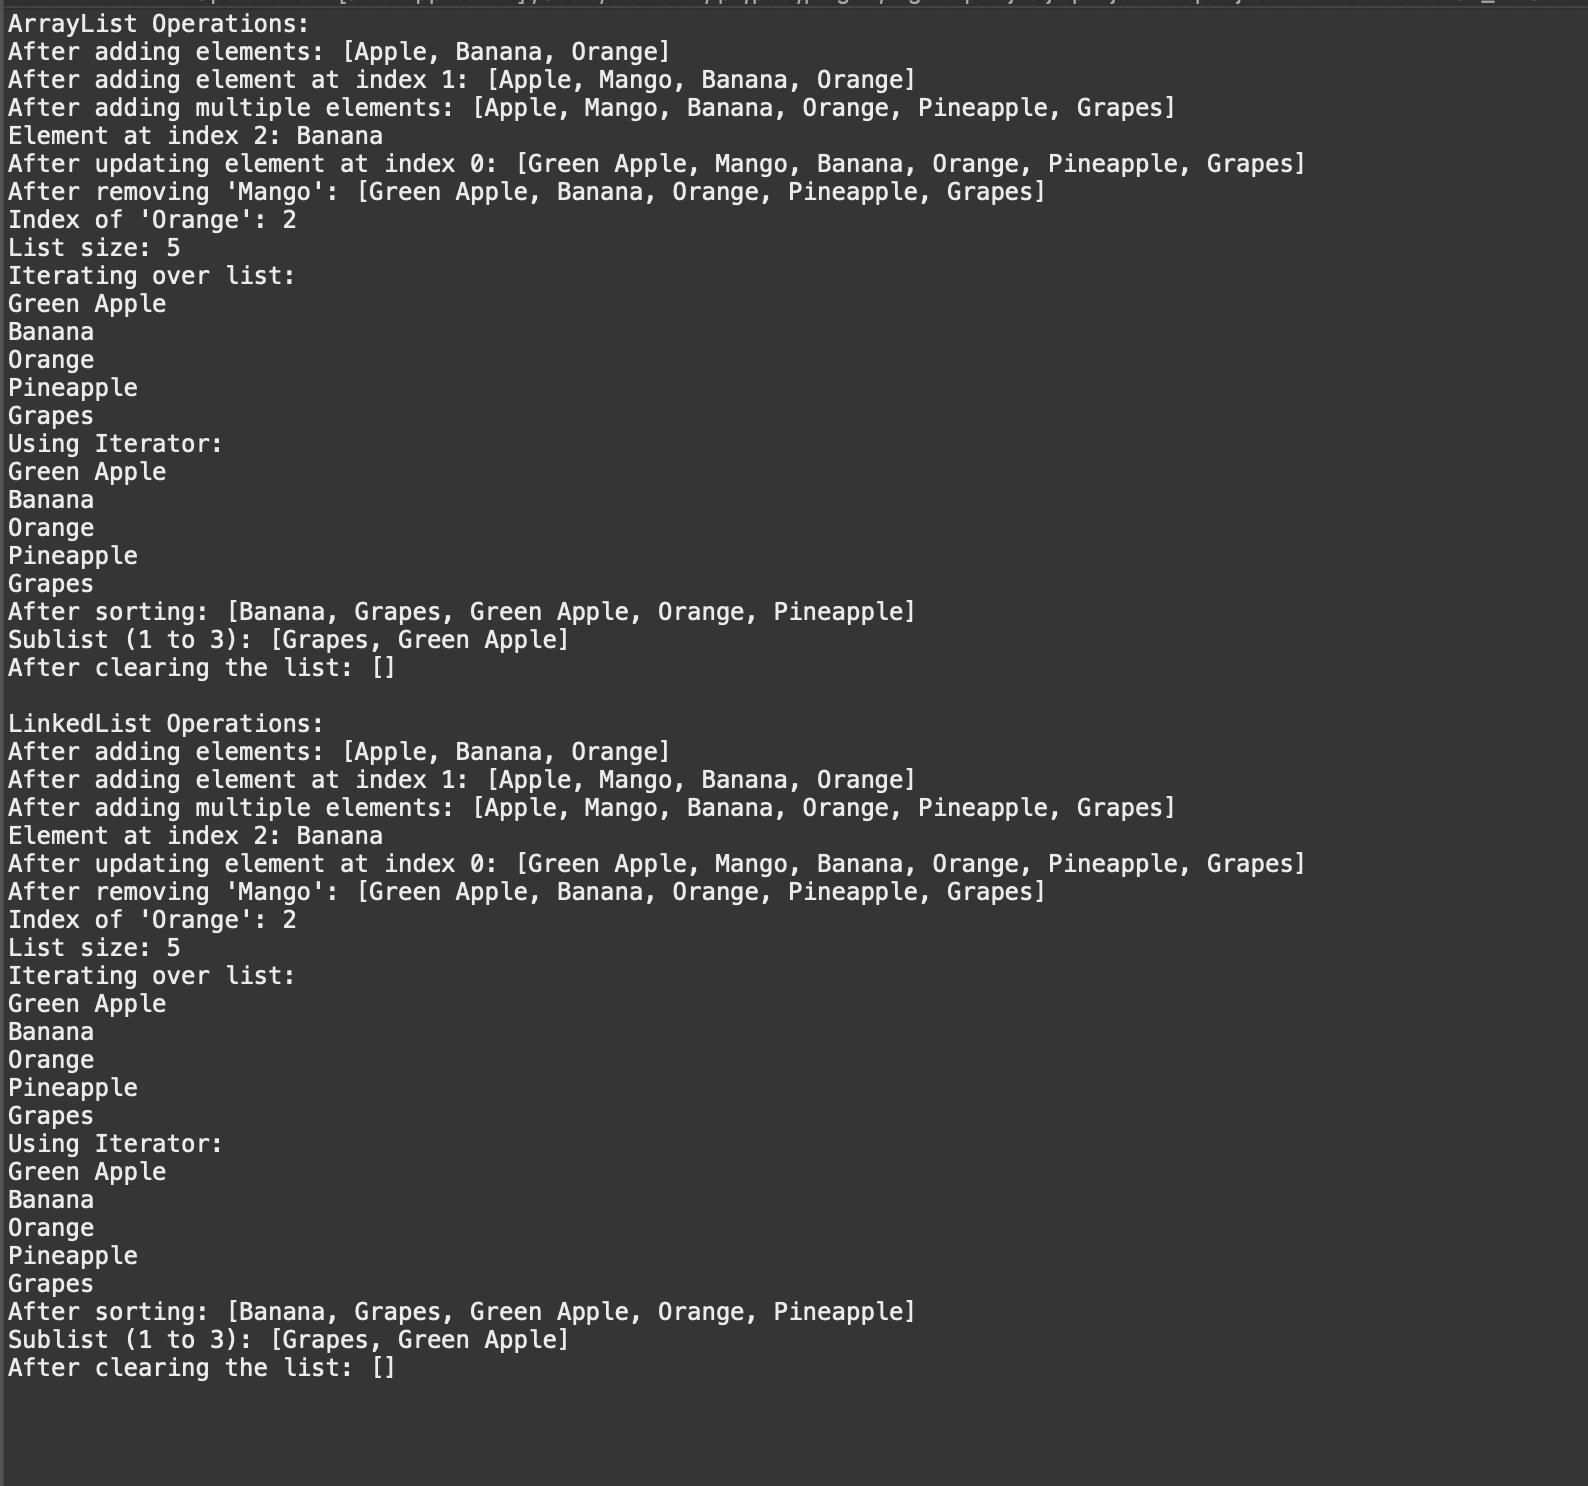 ArrayList Operations:
After adding elements: [Apple, Banana, Orange]
After adding element at index 1: [Apple, Mango, Banana, Orange]
After adding multiple elements: [Apple, Mango, Banana, Orange, Pineapple, Grapes]
Element at index 2: Banana
After updating element at index 0: [Green Apple, Mango, Banana, Orange, Pineapple, Grapes]
After removing 'Mango': [Green Apple, Banana, Orange, Pineapple, Grapes]
Index of 'Orange': 2
List size: 5
Iterating over list:
Green Apple
Banana
Orange
Pineapple
Grapes
Using Iterator:
Green Apple
Banana
Orange
Pineapple
Grapes
After sorting: [Banana, Grapes, Green Apple, Orange, Pineapple]
Sublist (1 to 3): [Grapes, Green Apple]
After clearing the list: []

LinkedList Operations:
After adding elements: [Apple, Banana, Orange]
After adding element at index 1: [Apple, Mango, Banana, Orange]
After adding multiple elements: [Apple, Mango, Banana, Orange, Pineapple, Grapes]
Element at index 2: Banana
After updating element at index 0: [Green Apple, Mango, Banana, Orange, Pineapple, Grapes]
After removing 'Mango': [Green Apple, Banana, Orange, Pineapple, Grapes]
Index of 'Orange': 2
List size: 5
Iterating over list:
Green Apple
Banana
Orange
Pineapple
Grapes
Using Iterator:
Green Apple
Banana
Orange
Pineapple
Grapes
After sorting: [Banana, Grapes, Green Apple, Orange, Pineapple]
Sublist (1 to 3): [Grapes, Green Apple]
After clearing the list: []